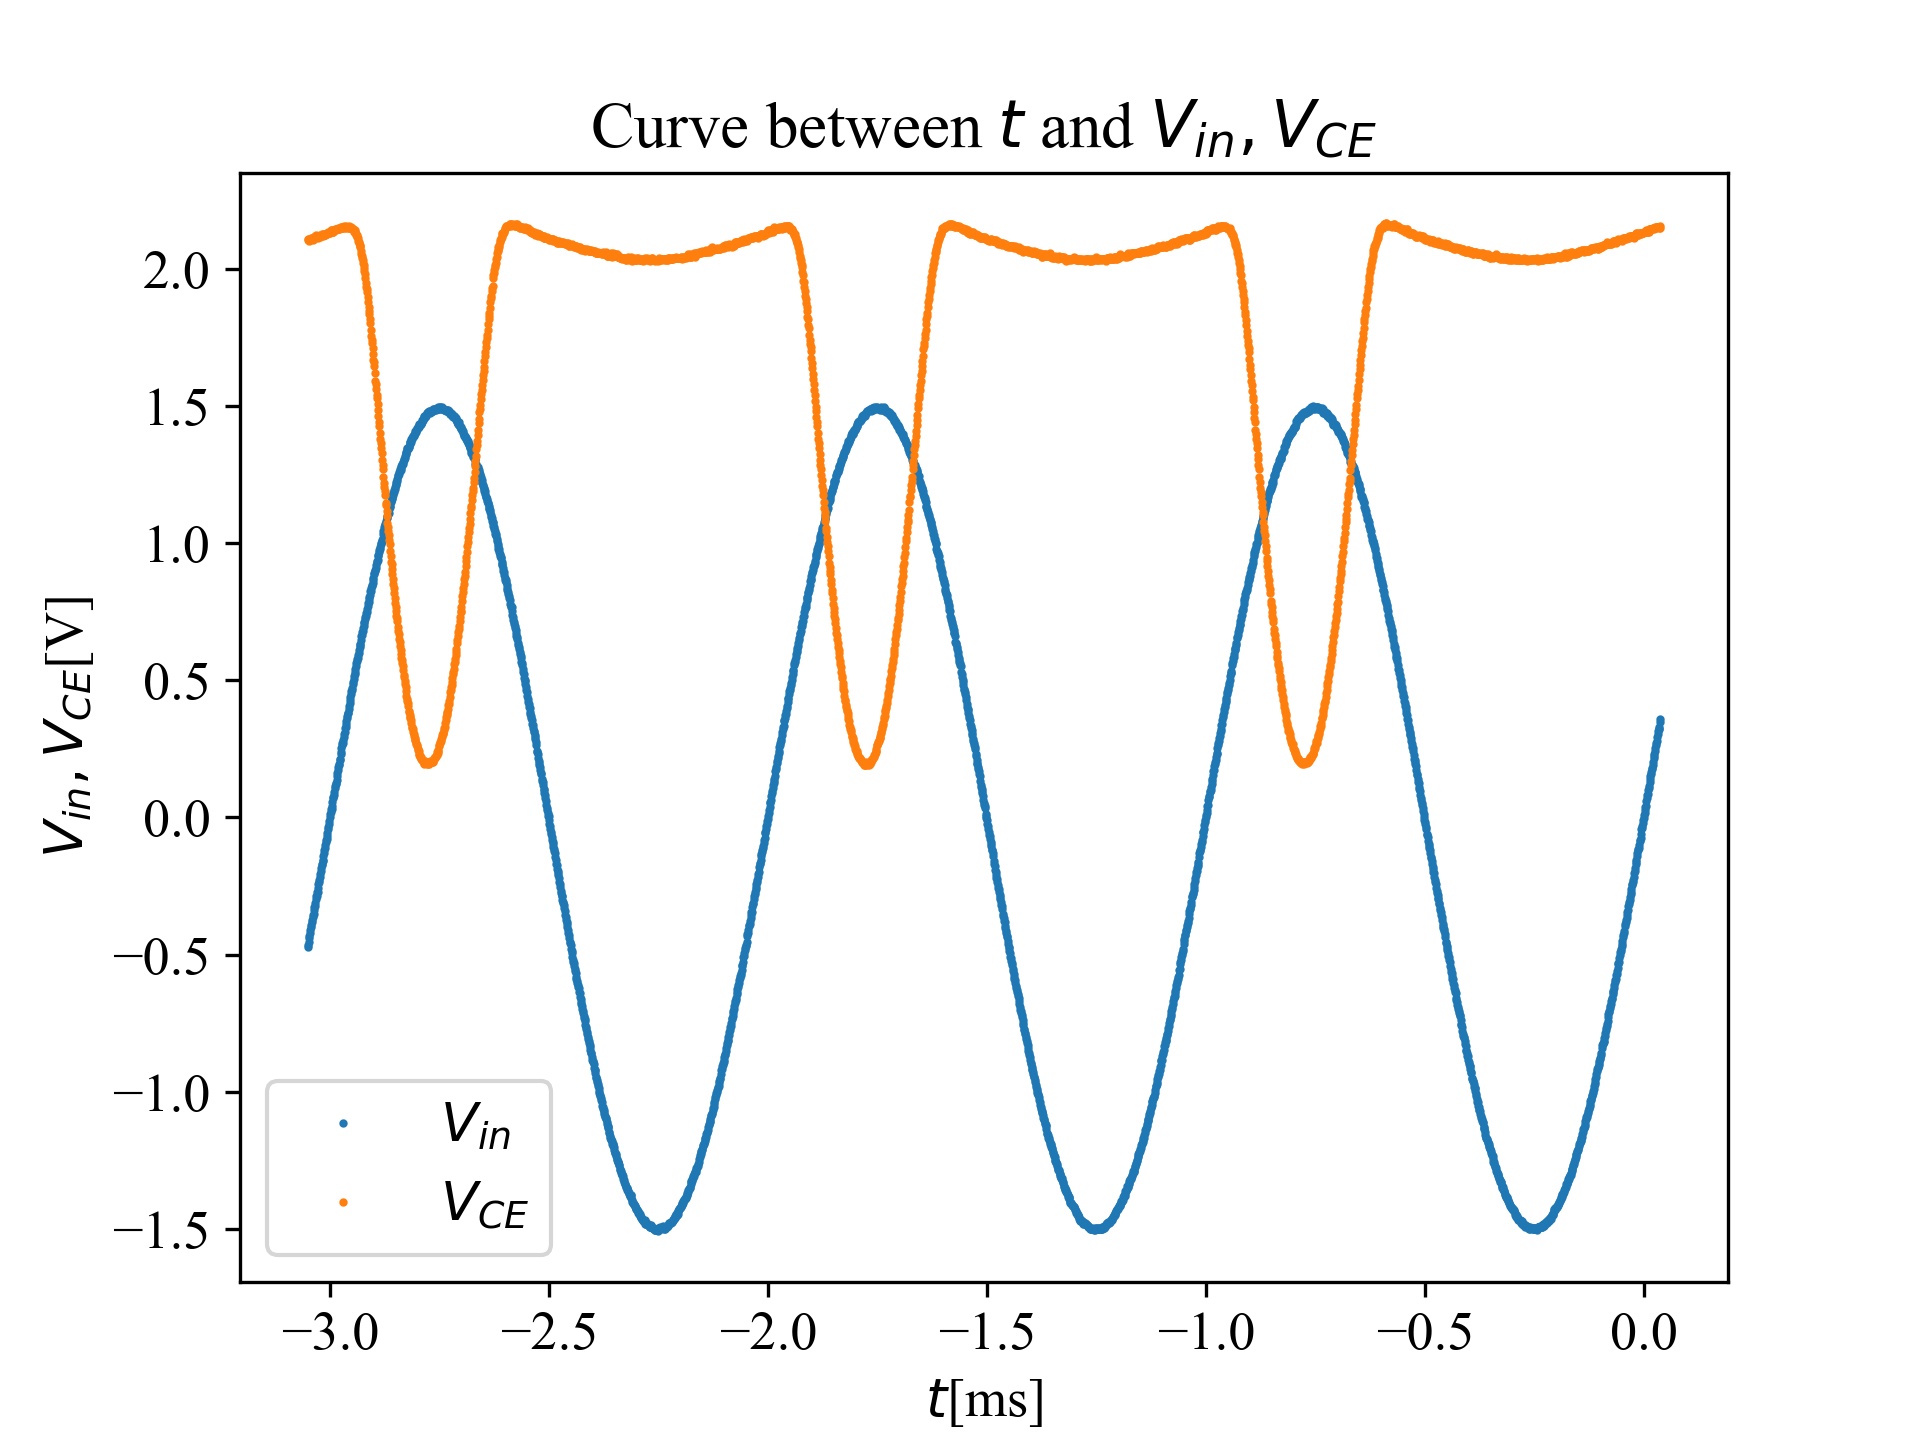 Curve between t and V_in, V_CE
V_in, V_CE[V]
2.0
1.5
1.0
0.5
0.0
−0.5
−1.0
−1.5
V_in
V_CE
−3.0 −2.5 −2.0 −1.5 −1.0 −0.5 0.0
t[ms]